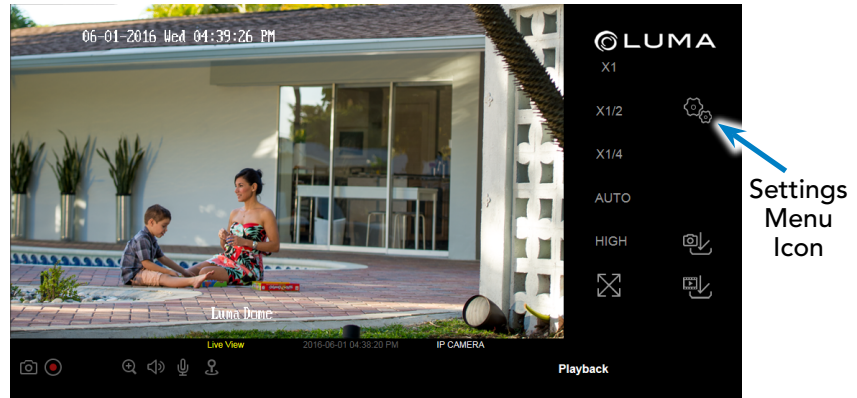 06-01-2016 Wed 04:39:26 PM
LUMA
X1
X1/2
X1/4
AUTO
HIGH
Settings
Menu
Icon
Luma Dome
Live View
2016-06-01 04:38:20 PM
IP CAMERA
Playback